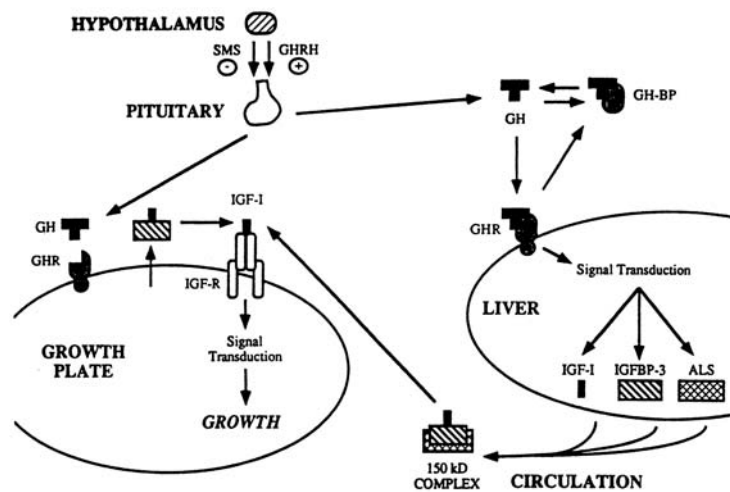 HYPOTHALAMUS
SMS
GHRH
-
+
PITUITARY
GH
GH-BP
IGF-I
GH
GHR
GHR
IGF-R
Signal Transduction
LIVER
GROWTH
PLATE
Signal
Transduction
GROWTH
IGF-I
IGFBP-3
ALS
150 kD
COMPLEX
CIRCULATION